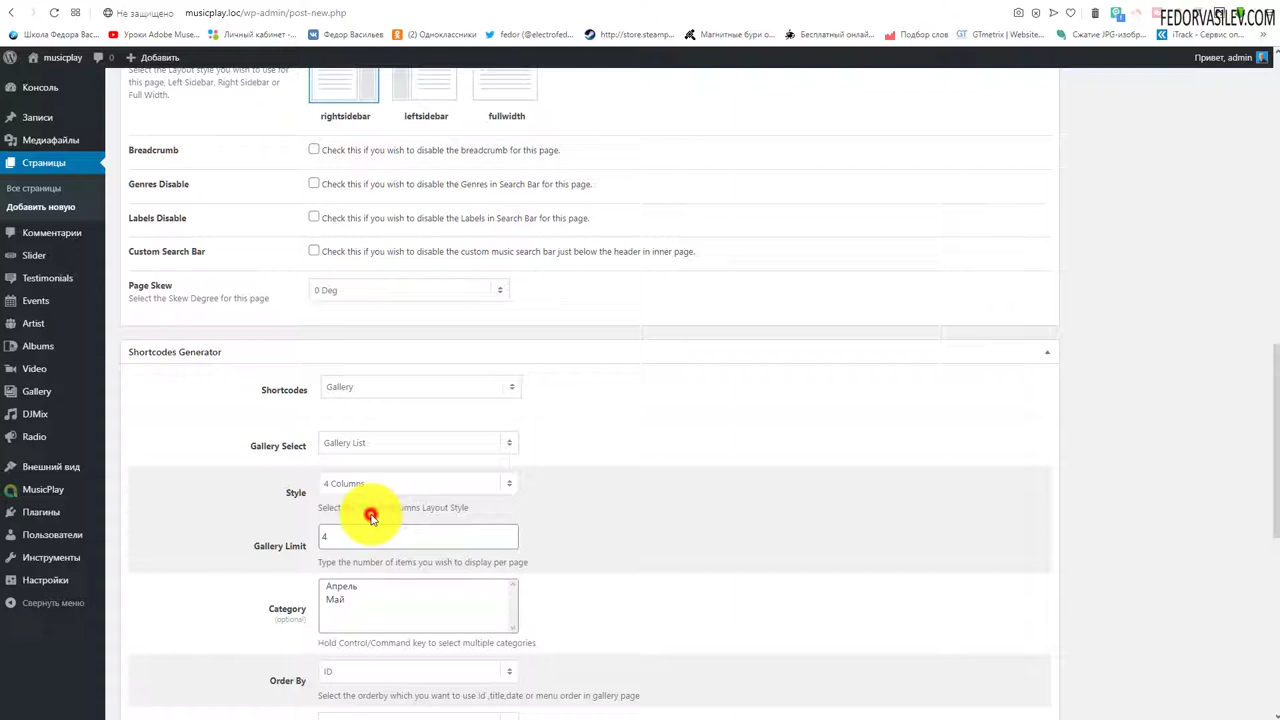 Не защищено musicplay.loc/wp-admin/post-new.php
FEDORVASILEV.COM
Школа Федора Вас...
Уроки Adobe Muse...
Личный кабинет -...
Федор Васильев
(2) Одноклассники
fedor (@electrofed...
http://store.steamp...
Магнитные бури о...
Бесплатный онлай...
Подбор слов
GTmetrix | Website...
Сжатие JPG-изобр...
iTrack - Сервис оп...
musicplay
0
Добавить
Привет, admin
Консоль
Записи
Медиафайлы
Страницы
Все страницы
Добавить новую
Комментарии
Slider
Testimonials
Events
Artist
Albums
Video
Gallery
DJMix
Radio
Внешний вид
MusicPlay
Плагины
Пользователи
Инструменты
Настройки
Свернуть меню
Select the Layout style you wish to use for
this page, Left Sidebar, Right Sidebar or
Full Width.
rightsidebar
leftsidebar
fullwidth
Breadcrumb
Check this if you wish to disable the breadcrumb for this page.
Genres Disable
Check this if you wish to disable the Genres in Search Bar for this page.
Labels Disable
Check this if you wish to disable the Labels in Search Bar for this page.
Custom Search Bar
Check this if you wish to disable the custom music search bar just below the header in inner page.
Page Skew
Select the Skew Degree for this page
0 Deg
Shortcodes Generator
Shortcodes
Gallery
Gallery Select
Gallery List
Style
4 Columns
Select olumns Layout Style
Gallery Limit
4
Type the number of items you wish to display per page
Category
(optional)
Апрель
Май
Hold Control/Command key to select multiple categories
Order By
ID
Select the orderby which you want to use id ,title,date or menu order in gallery page